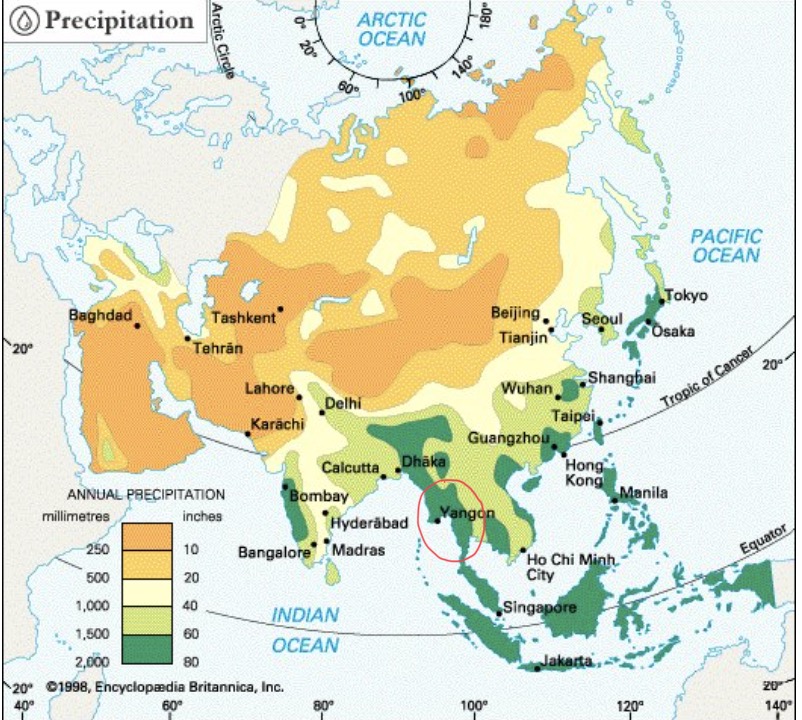 Precipitation
Arctic Circle
ARCTIC
OCEAN
0°
20°
60°
100°
140°
180°
PACIFIC
OCEAN
Baghdad
Tashkent
Tehrān
Beijing
Tianjin
Seoul
Tokyo
Ōsaka
20°
Lahore
Delhi
Karāchi
Wuhan
Shanghai
Tropic of Cancer
20°
Taipei
Guangzhou
Hong
Kong
Calcutta
Dhāka
Manila
ANNUAL PRECIPITATION
millimetres
inches
Bombay
Yangon
Hyderābād
Bangalore
Madras
Ho Chi Minh
City
Equator
250 10
500 20
1,000 40
1,500 60
2,000 80
INDIAN
OCEAN
Singapore
Jakarta
©1998, Encyclopædia Britannica, Inc.
20°
20°
40°
60°
80°
100°
120°
140°